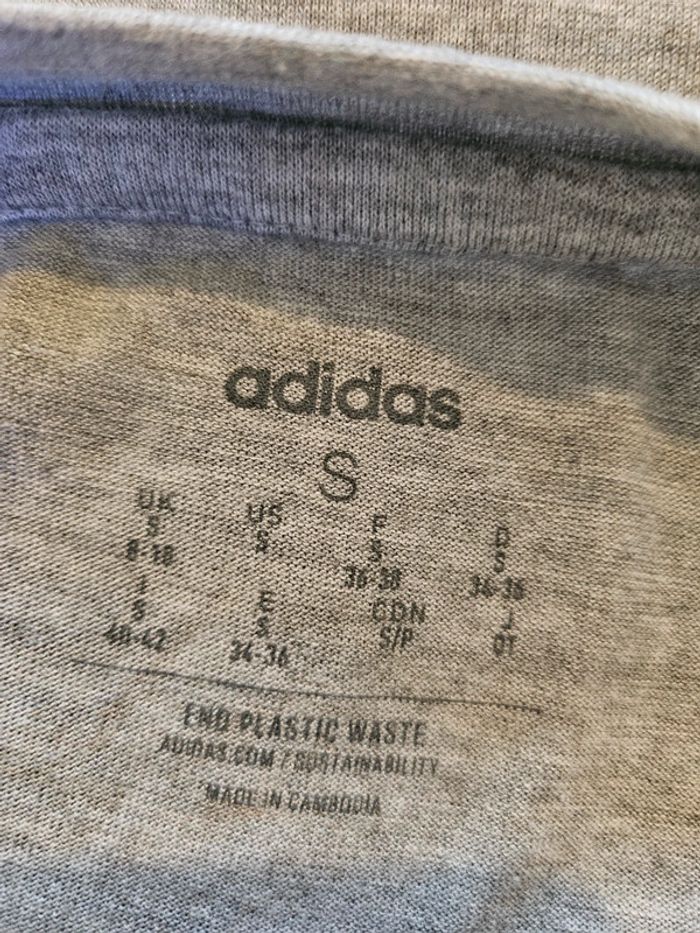 adidas
S
UK US F D
S S S S
8-10 36-38 34-36
I E CDN J
S S S/P OT
40-42 34-36
END PLASTIC WASTE
ADIDAS.COM / SUSTAINABILITY
MADE IN CAMBODIA